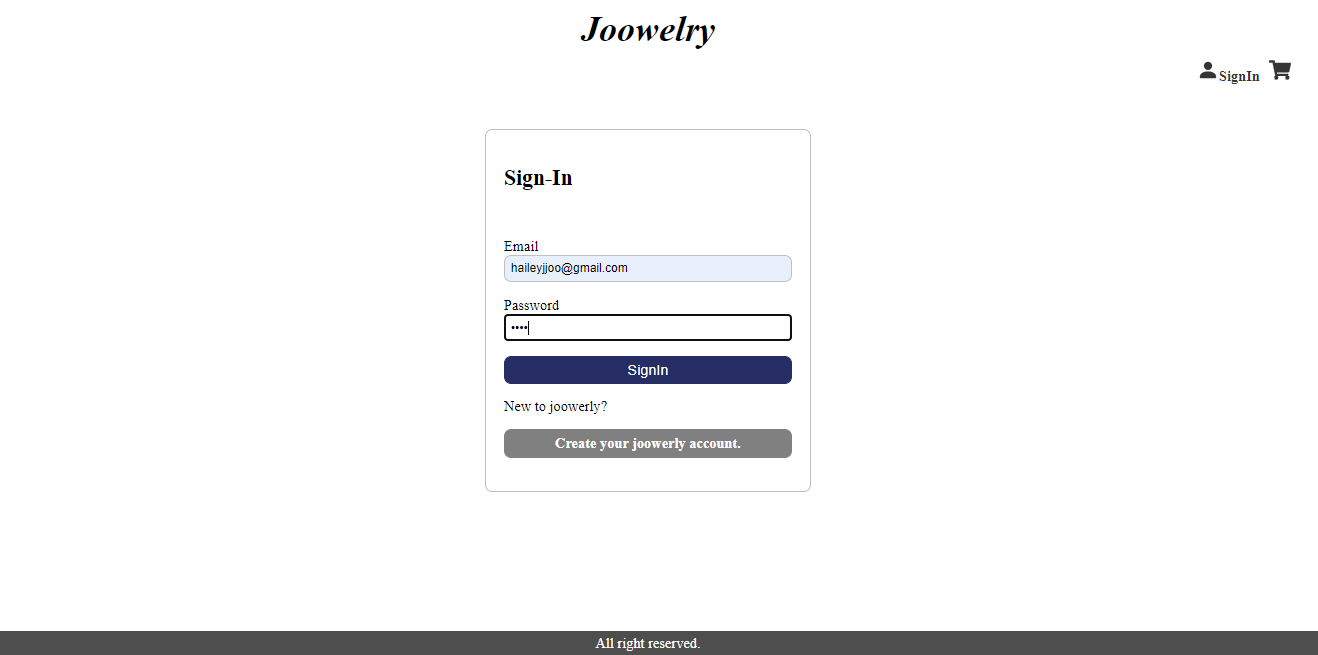 Joowelry
SignIn
Sign-In
Email
haileyjjoo@gmail.com
Password
••••
SignIn
New to joowerly?
Create your joowerly account.
All right reserved.